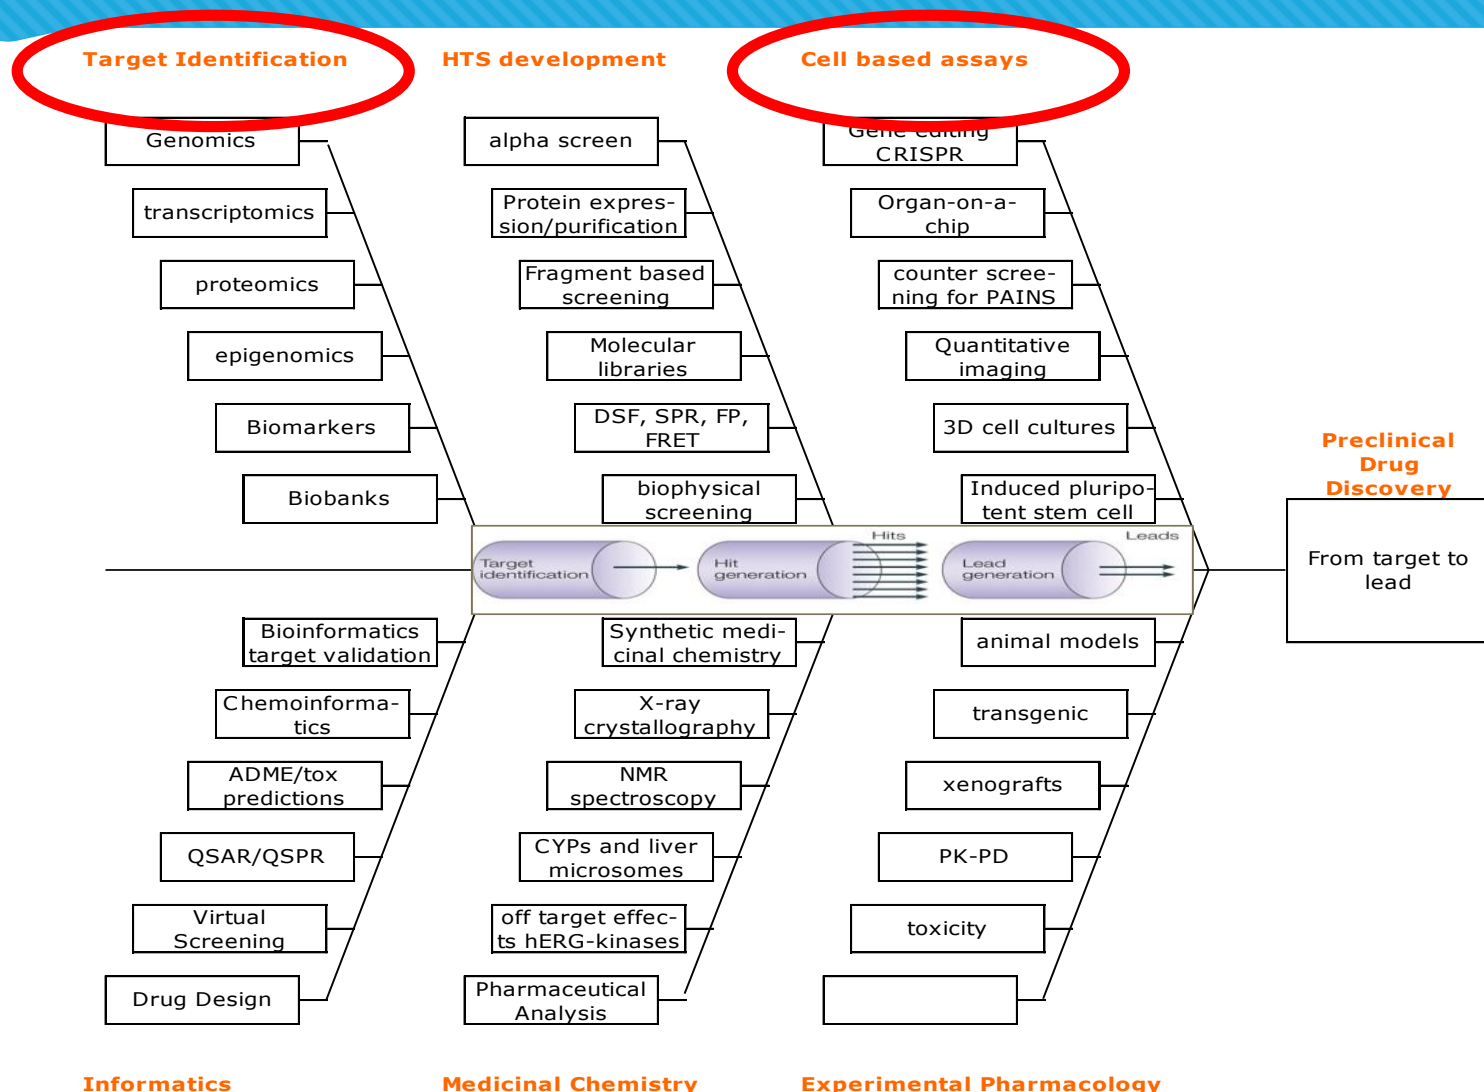 Target Identification
HTS development
Cell based assays
Genomics
transcriptomics
proteomics
epigenomics
Biomarkers
Biobanks
alpha screen
Protein expres-
sion/purification
Fragment based
screening
Molecular
libraries
DSF, SPR, FP,
FRET
biophysical
screening
Gene editing
CRISPR
Organ-on-a-
chip
counter scree-
ning for PAINS
Quantitative
imaging
3D cell cultures
Induced pluripo-
tent stem cell
Preclinical
Drug
Discovery
From target to
lead
Target
identification
Hit
generation
Hits
Lead
generation
Leads
Bioinformatics
target validation
Chemoinforma-
tics
ADME/tox
predictions
QSAR/QSPR
Virtual
Screening
Drug Design
Synthetic medi-
cinal chemistry
X-ray
crystallography
NMR
spectroscopy
CYPs and liver
microsomes
off target effec-
ts hERG-kinases
Pharmaceutical
Analysis
animal models
transgenic
xenografts
PK-PD
toxicity
Informatics
Medicinal Chemistry
Experimental Pharmacology